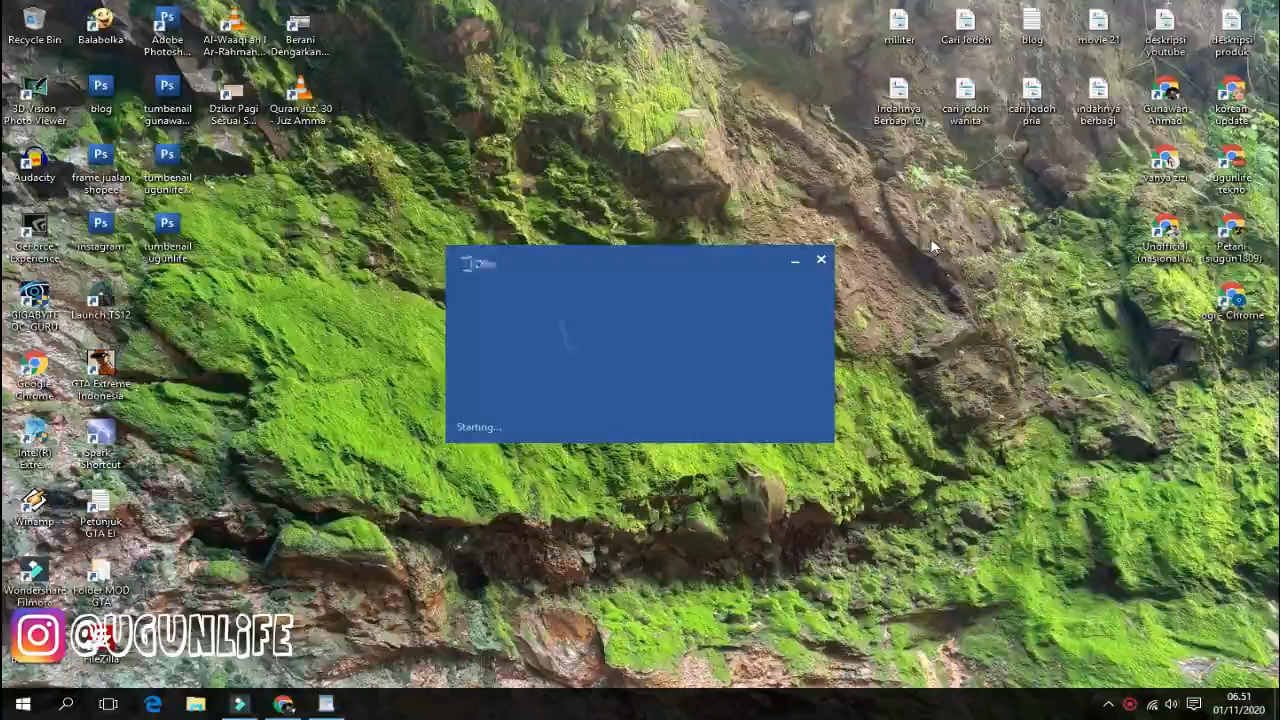 Recycle Bin
Balabolka
Adobe Photosh...
Al-Waaqi'ah l Ar-Rahman...
Berani Dengarkan...
militer
Cari Jodoh
blog
movie 21
deskripsi youtube
deskripsi produk
3D Vision Photo Viewer
blog
tumbenail gunawa...
Dzikir Pagi Sesuai S...
Quran Juz' 30 - Juz Amma -
Indahnya Berbagi (2)
cari jodoh wanita
cari jodoh pria
indahnya berbagi
Gunawan Ahmad
korean update
Audacity
frame jualan shopee
tumbenail ugunlife...
vanya zizi
ugunlife tekno
GeForce Experience
instagram
tumbenail ugunlife
Unofficial (nasional i...
Petani (siugun1809)
GIGABYTE OC_GURU
Launch TS12
ogi - Chrome
Google Chrome
GTA Extreme Indonesia
Intel(R) Extre...
Spark - Shortcut
Starting...
Winamp
Petunjuk GTA EI
Wondershare Filmora
Folder MOD GTA
@UGUNLIFE
FileZilla
06.51
01/11/2020